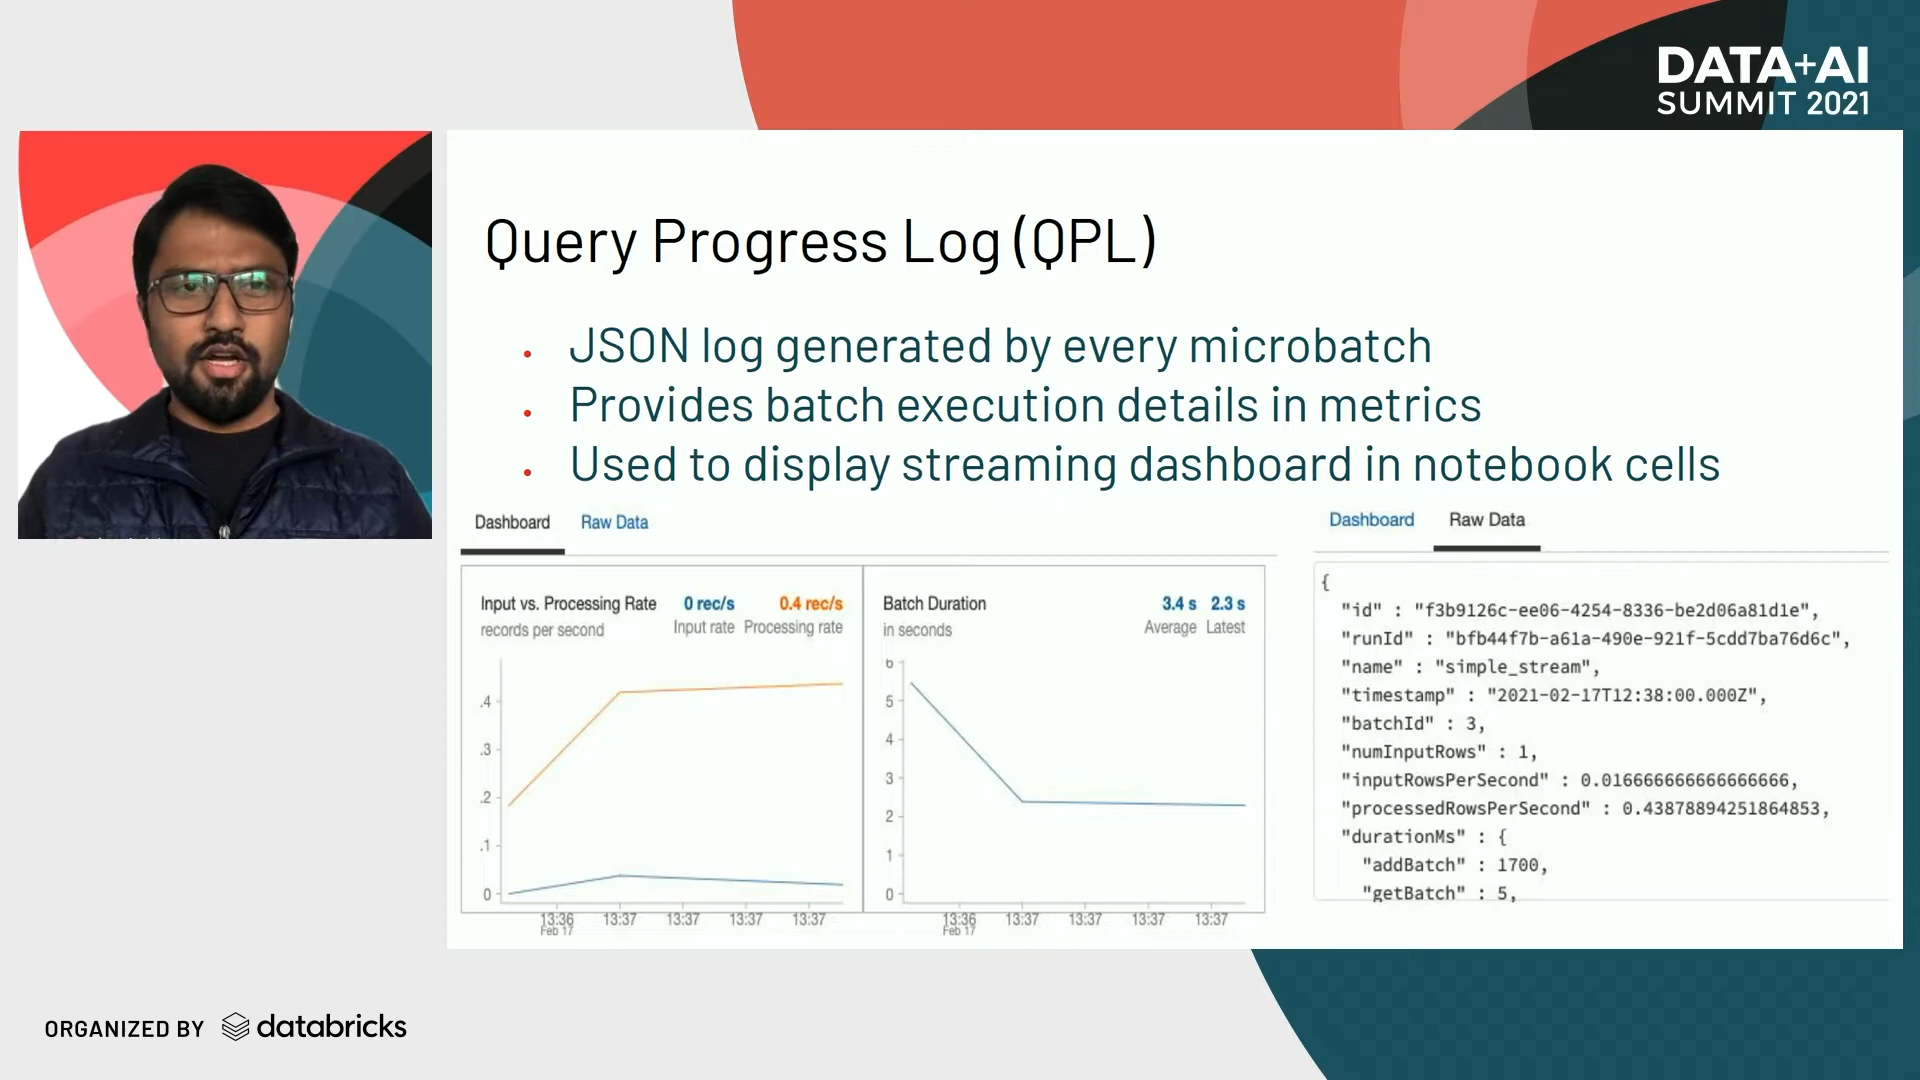 DATA+AI
SUMMIT 2021
Query Progress Log (QPL)
• JSON log generated by every microbatch
• Provides batch execution details in metrics
• Used to display streaming dashboard in notebook cells
Dashboard Raw Data
Input vs. Processing Rate 0 rec/s 0.4 rec/s
records per second Input rate Processing rate
.4
.3
.2
.1
0
13:36 13:37 13:37 13:37 13:37
Feb 17
Batch Duration 3.4 s 2.3 s
in seconds Average Latest
6
5
4
3
2
1
0
13:36 13:37 13:37 13:37 13:37
Feb 17
Dashboard Raw Data
{
"id" : "f3b9126c-ee06-4254-8336-be2d06a81d1e",
"runId" : "bfb44f7b-a61a-490e-921f-5cdd7ba76d6c",
"name" : "simple_stream",
"timestamp" : "2021-02-17T12:38:00.000Z",
"batchId" : 3,
"numInputRows" : 1,
"inputRowsPerSecond" : 0.016666666666666666,
"processedRowsPerSecond" : 0.43878894251864853,
"durationMs" : {
"addBatch" : 1700,
"getBatch" : 5,
ORGANIZED BY databricks